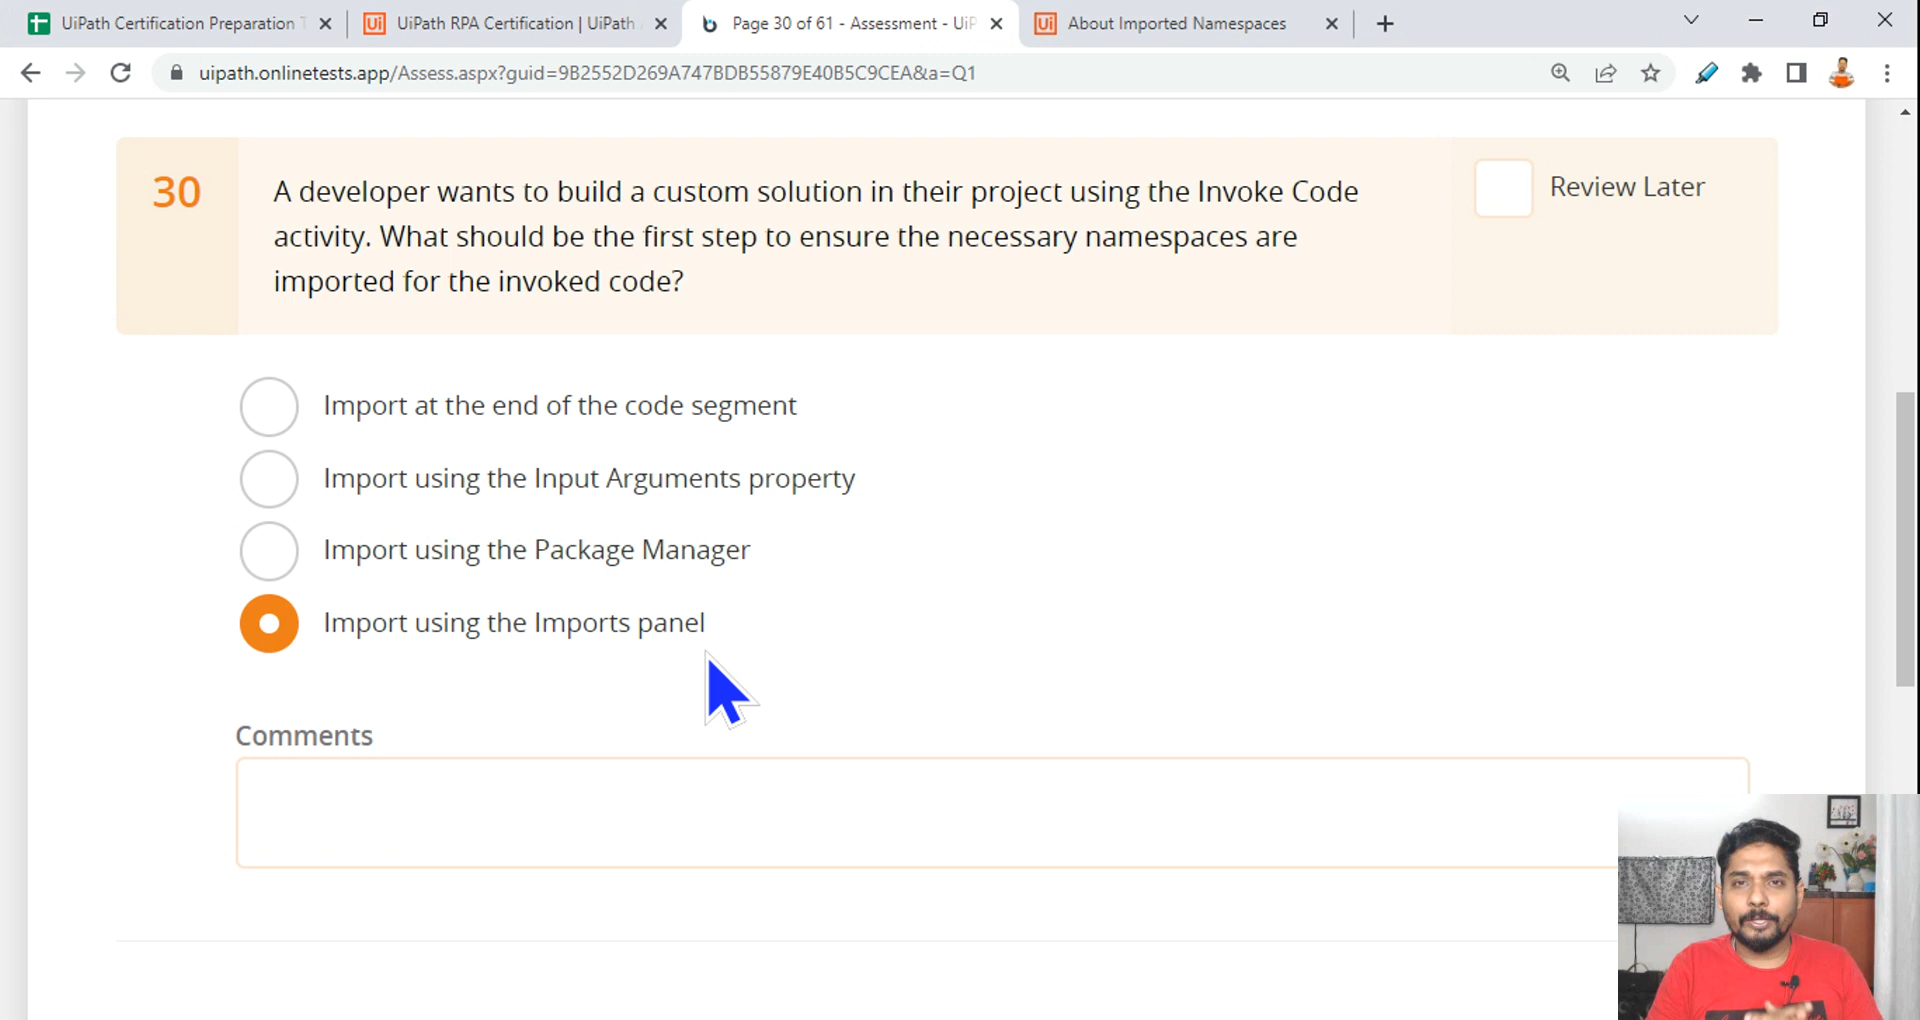 UiPath Certification Preparation T
UiPath RPA Certification | UiPath
Page 30 of 61 - Assessment - UiP
About Imported Namespaces
uipath.onlinetests.app/Assess.aspx?guid=9B2552D269A747BDB55879E40B5C9CEA&a=Q1
30
A developer wants to build a custom solution in their project using the Invoke Code
activity. What should be the first step to ensure the necessary namespaces are
imported for the invoked code?
Review Later
Import at the end of the code segment
Import using the Input Arguments property
Import using the Package Manager
Import using the Imports panel
Comments